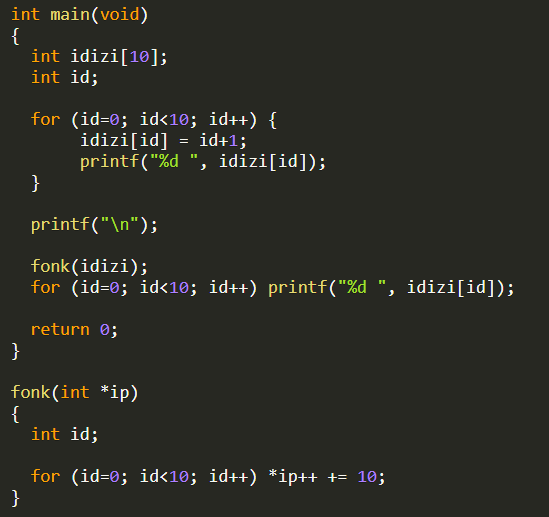 int main(void)
{
  int idizi[10];
  int id;

  for (id=0; id<10; id++) {
       idizi[id] = id+1;
       printf("%d ", idizi[id]);
  }

  printf("\n");

  fonk(idizi);
  for (id=0; id<10; id++) printf("%d ", idizi[id]);

  return 0;
}

fonk(int *ip)
{
  int id;

  for (id=0; id<10; id++) *ip++ += 10;
}